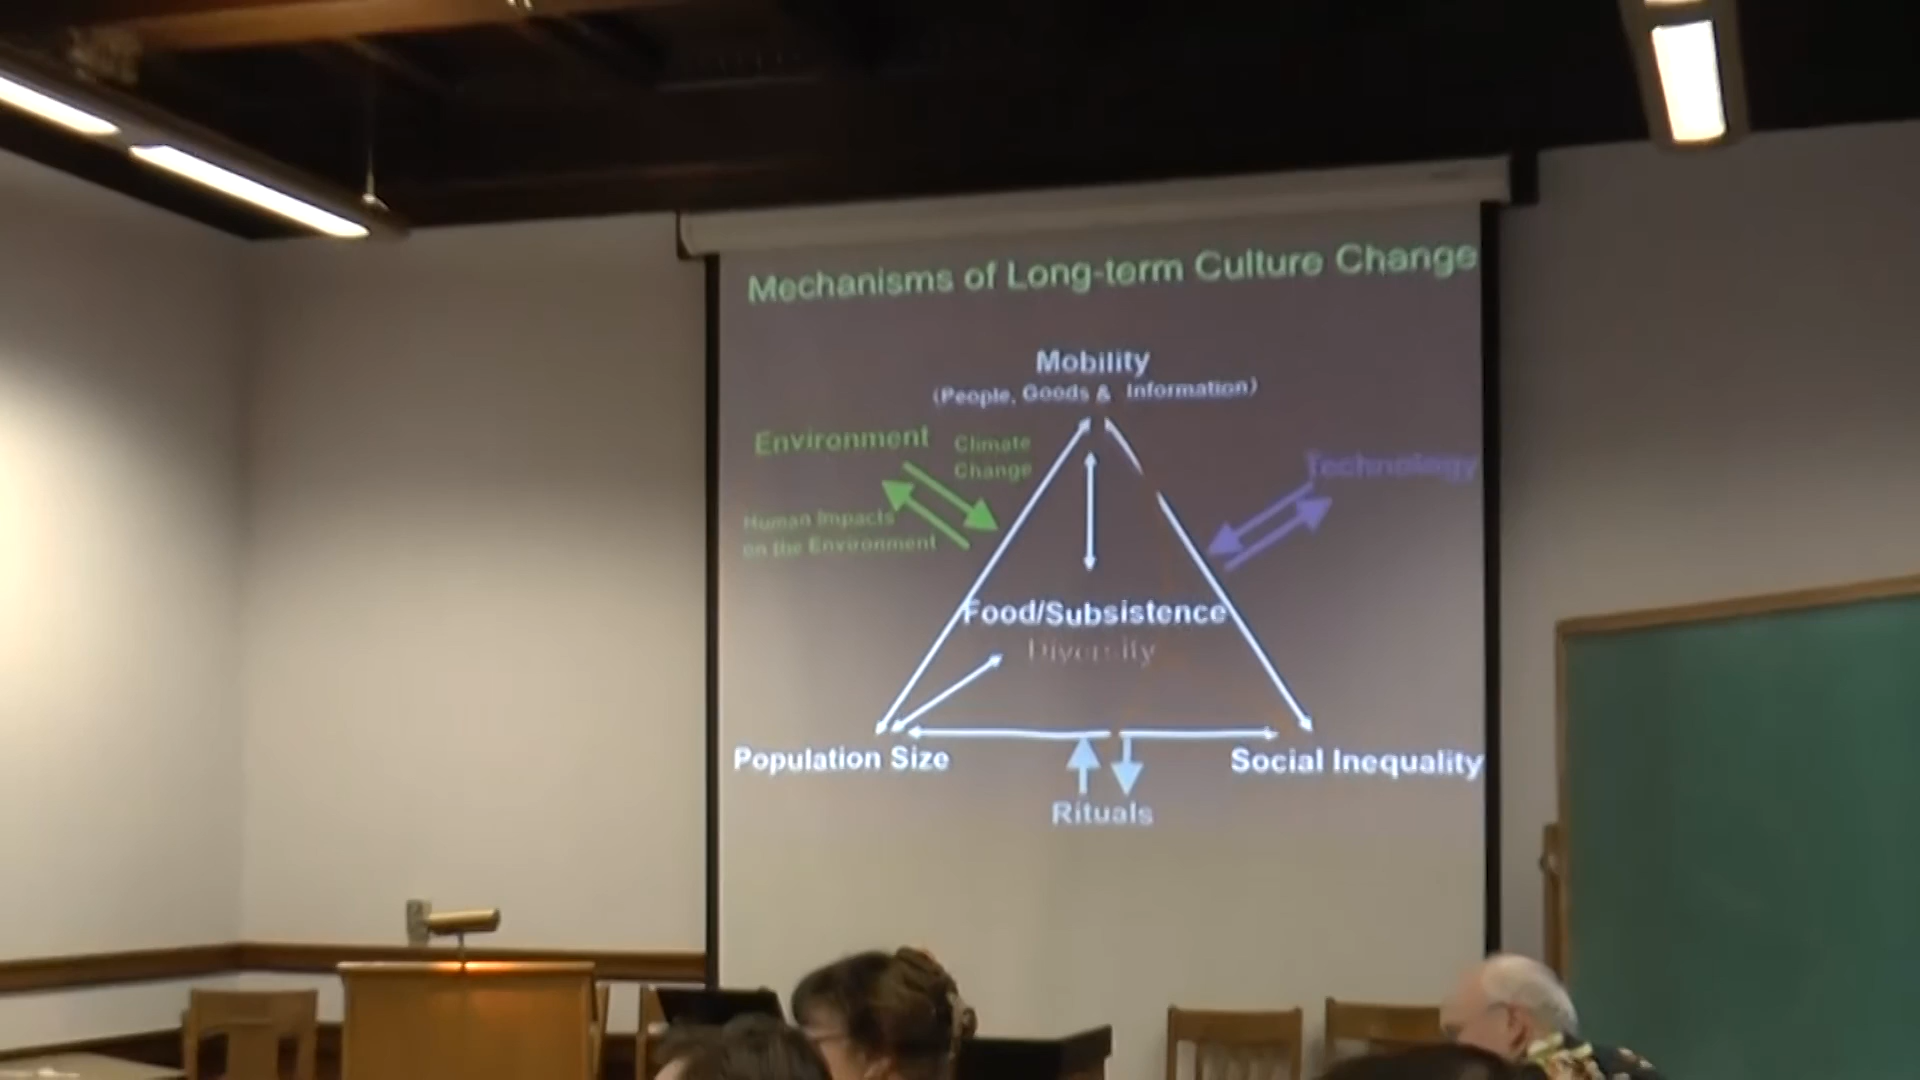 Mechanisms of Long-term Culture Change
Mobility
(People, Goods & Information)
Environment
Climate
Change
Technology
Human Impacts
on the Environment
Food/Subsistence
Diversity
Population Size
Social Inequality
Rituals